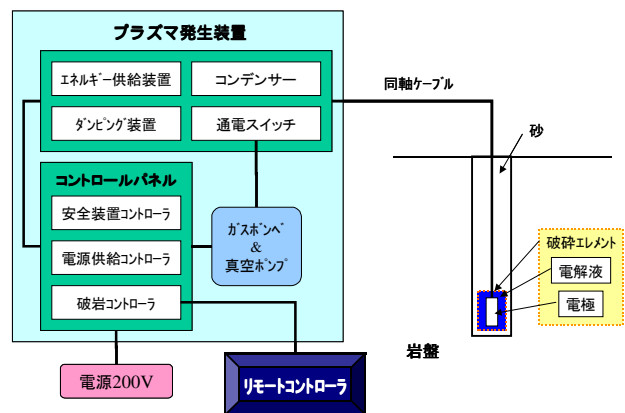 プラズマ発生装置
エネルギー供給装置
コンデンサー
ダンピング装置
通電スイッチ
同軸ケーブル
砂
コントロールパネル
安全装置コントローラ
電源供給コントローラ
破岩コントローラ
ガスボンベ
&
真空ポンプ
破砕エレメント
電解液
電極
岩盤
電源200V
リモートコントローラ